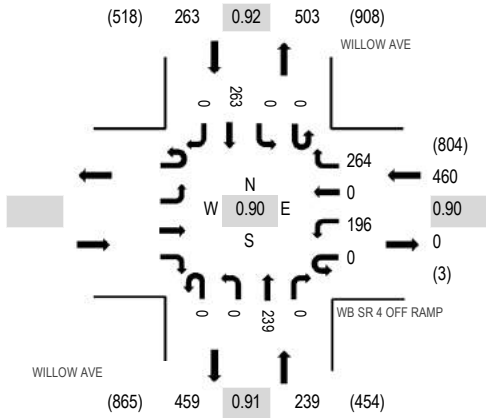 (518) 263 0.92 503 (908)
WILLOW AVE
0 263 0 0
(804)
264
460
0
N
W 0.90 E
0.90
S
196
0
0
(3)
0 0 239 0
WB SR 4 OFF RAMP
WILLOW AVE
(865) 459 0.91 239 (454)